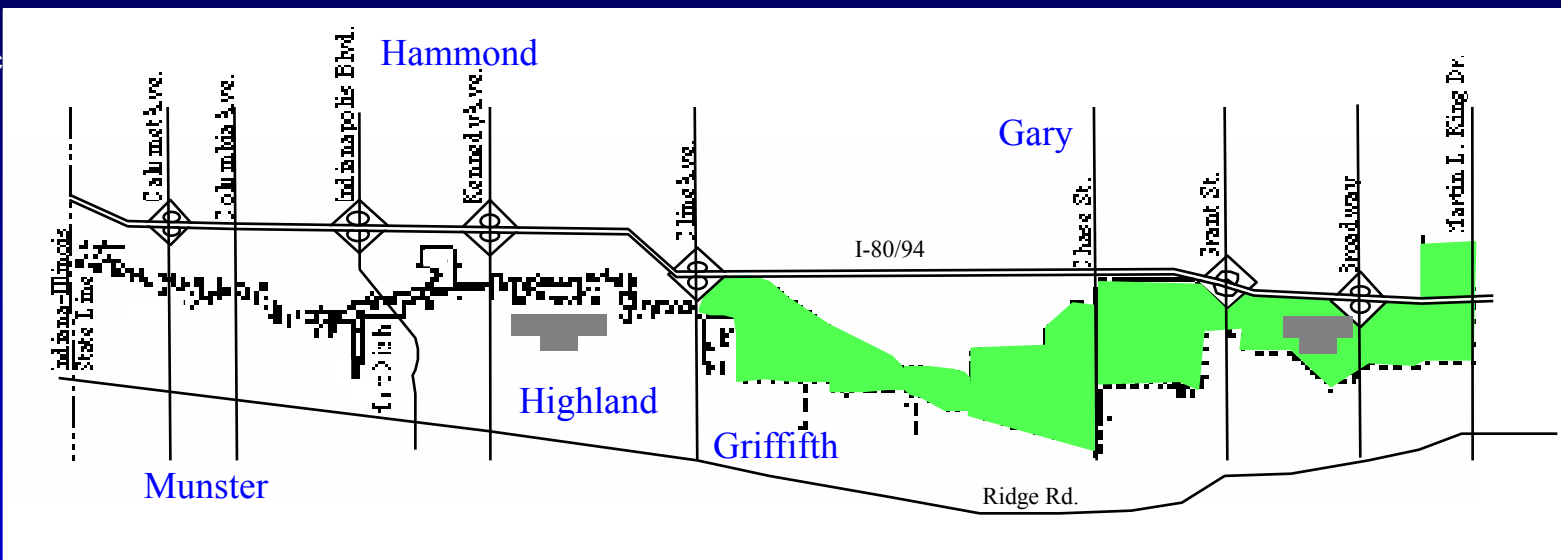 Hammond
Calumet Ave.
Columbia Ave.
Indianapolis Blvd.
Kennedy Ave.
Cline Ave.
Gary
Chase St.
Grant St.
Broadway
Martin L. King Dr.
I-80/94
Indiana-Illinois
State Line
Highland
Griffifth
Munster
Ridge Rd.